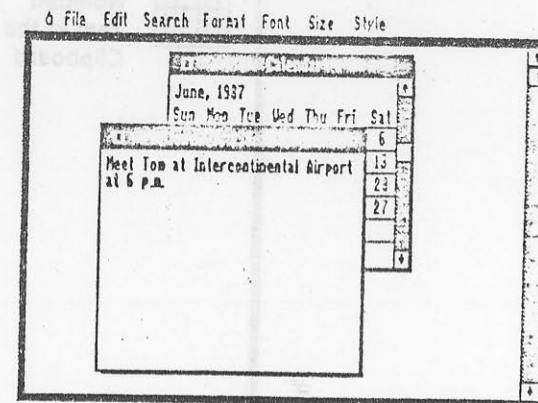 File Edit Search Format Font Size Style
June, 1987
Sun Mon Tue Wed Thu Fri Sat
6
13
27
Meet Tom at Intercontinental Airport
at 6 p.m.
Clipboard